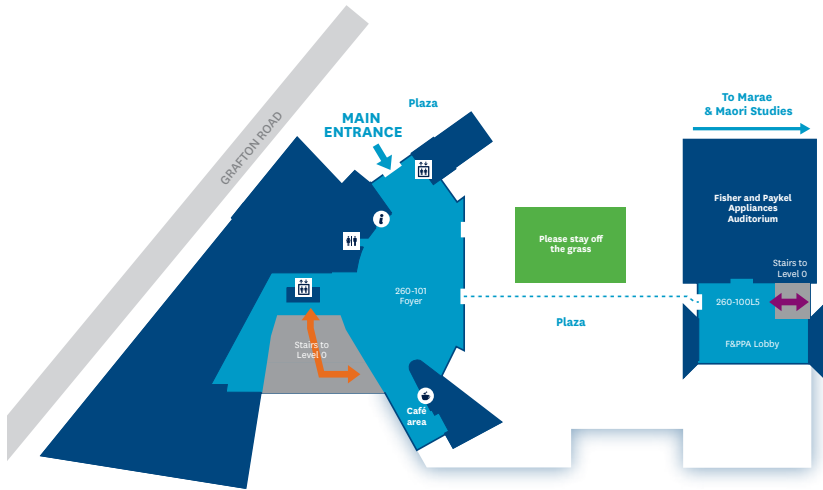 To Marae
& Maori Studies
Plaza
MAIN
ENTRANCE
GRAFTON ROAD
Fisher and Paykel
Appliances
Auditorium
Please stay off
the grass
Stairs to
Level 0
260-101
Foyer
260-100L5
Plaza
Stairs to
Level 0
F&PPA Lobby
Café
area